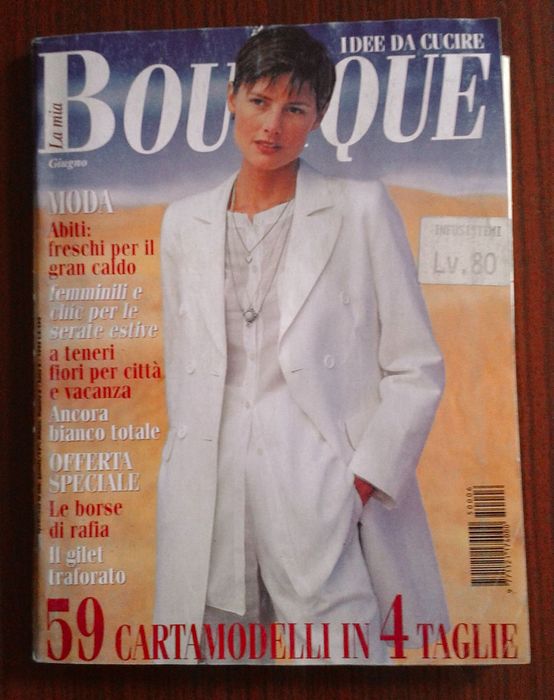 IDEE DA CUCIRE
La mia
BOUTIQUE
Giugno
MODA
Abiti:
freschi per il
gran caldo
femminili e
chic per le
serate estive
a teneri
fiori per città
e vacanza
Ancora
bianco totale
OFFERTA
SPECIALE
Le borse
di rafia
Il gilet
traforato
INFUSISTEMI
Lv.80
50006
59 CARTAMODELLI IN 4 TAGLIE